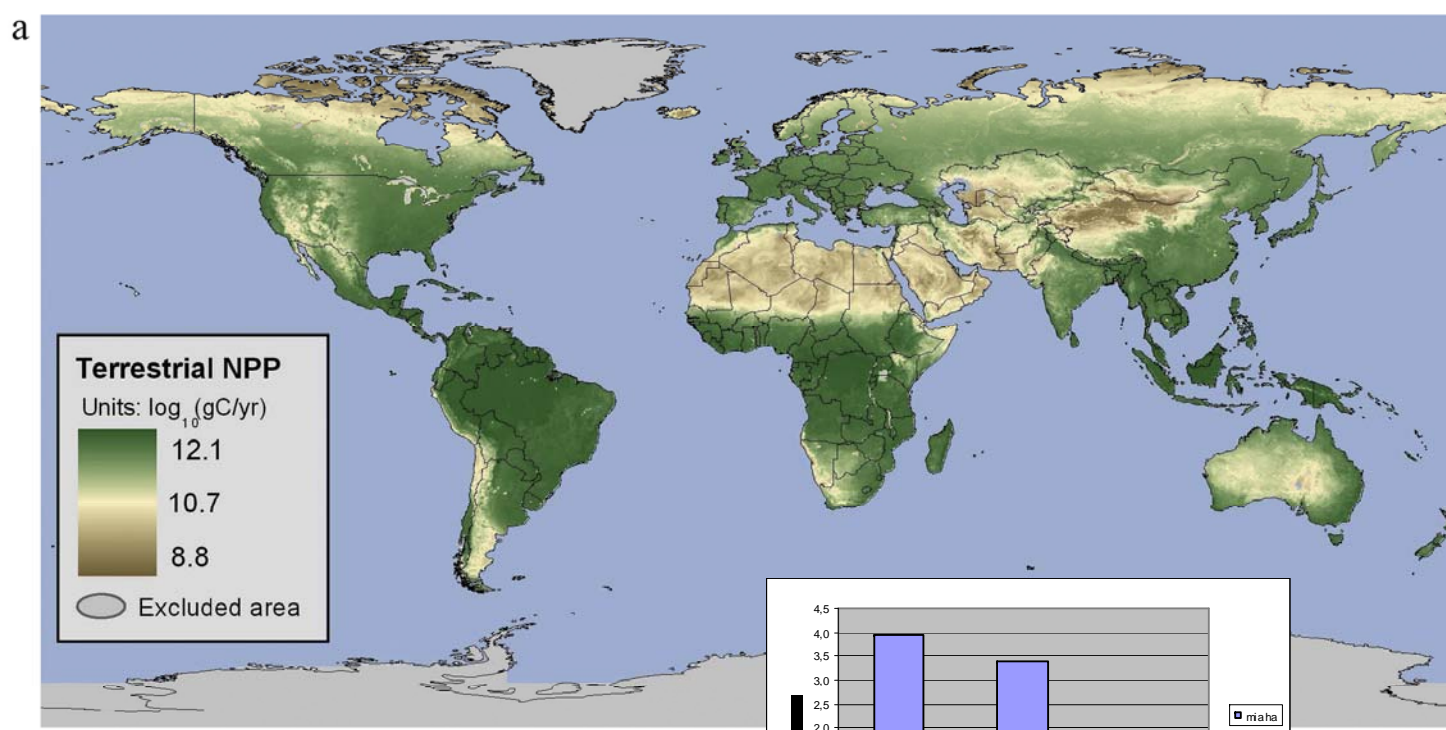 a
Terrestrial NPP
Units: log10(gC/yr)
12.1
10.7
8.8
Excluded area
4,5
4,0
3,5
3,0
2,5
2,0
miaha